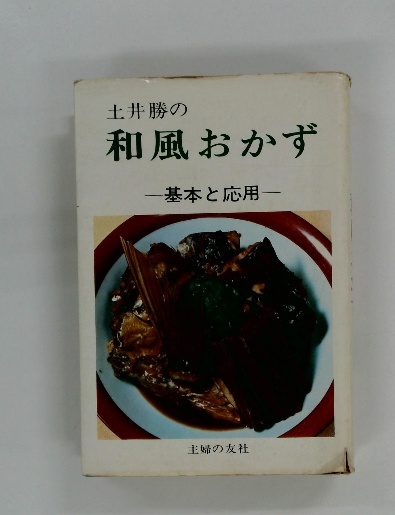 土井勝の
和風おかず
―基本と応用―
主婦の友社